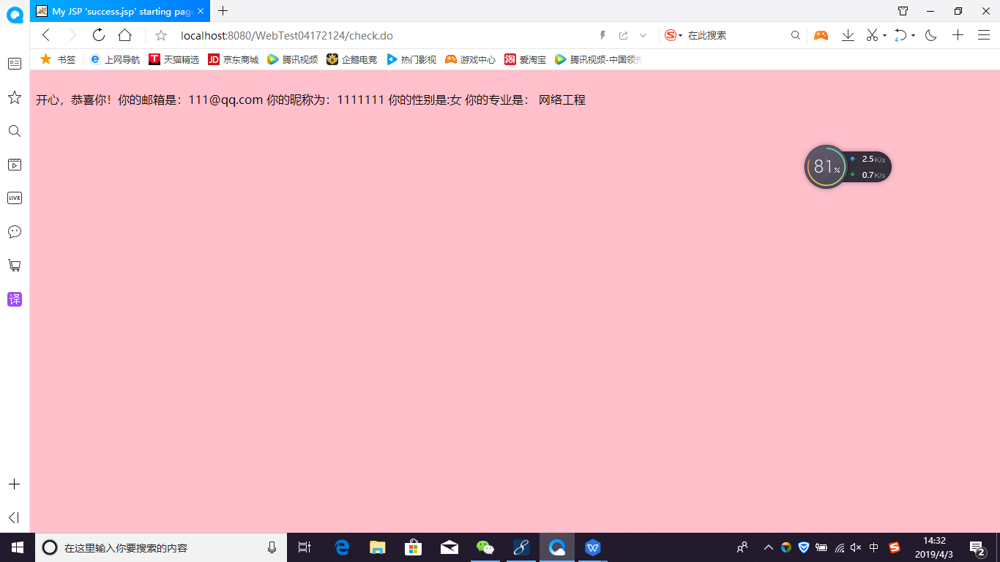 My JSP 'success.jsp' starting pag
localhost:8080/WebTest04172124/check.do
在此搜索
4
书签 上网导航 天猫精选 京东商城 腾讯视频 企鹅电竞 热门影视 游戏中心 爱淘宝 腾讯视频-中国领先
T JD 淘
开心，恭喜你！你的邮箱是：111@qq.com 你的昵称为：1111111 你的性别是:女 你的专业是： 网络工程
81%
2.5K/s
0.7K/s
LIVE
译
在这里输入你要搜索的内容
中
14:32
2019/4/3
2